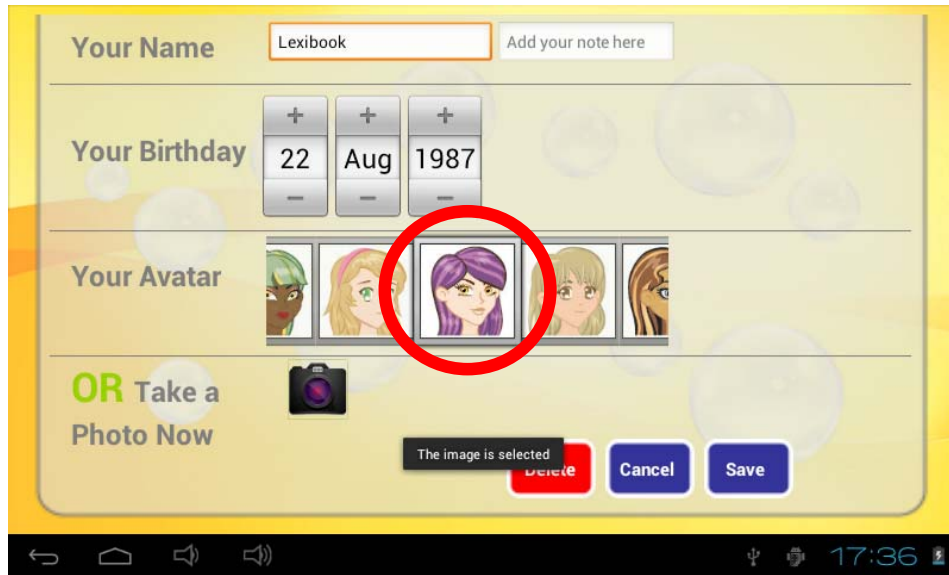 Your Name Lexibook Add your note here
Your Birthday
+ + +
22 Aug 1987
− − −
Your Avatar
OR Take a
Photo Now
The image is selected
Delete Cancel Save
17:36